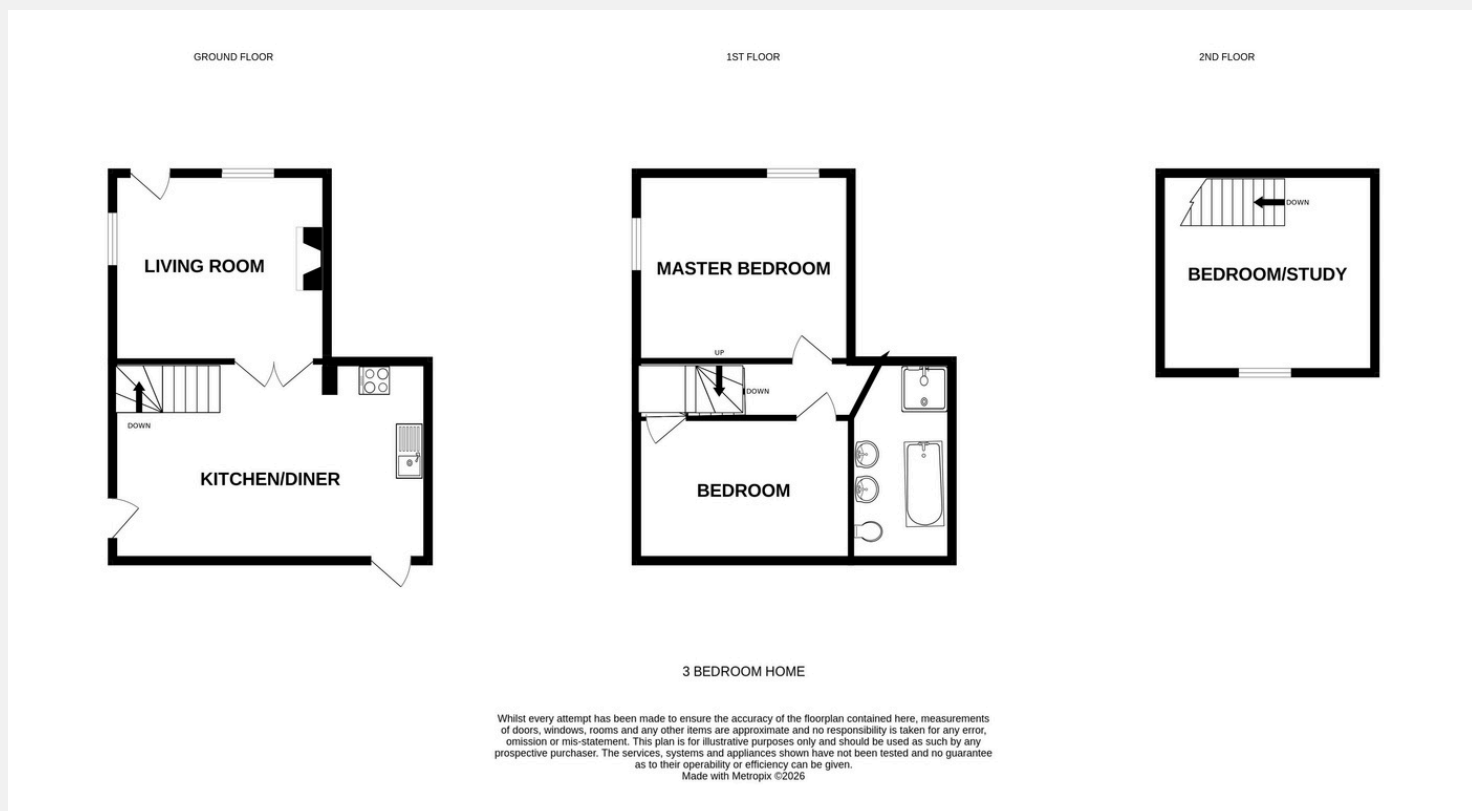 GROUND FLOOR
1ST FLOOR
2ND FLOOR
LIVING ROOM
DOWN
KITCHEN/DINER
MASTER BEDROOM
UP
DOWN
BEDROOM
DOWN
BEDROOM/STUDY
3 BEDROOM HOME
Whilst every attempt has been made to ensure the accuracy of the floorplan contained here, measurements
of doors, windows, rooms and any other items are approximate and no responsibility is taken for any error,
omission or mis-statement. This plan is for illustrative purposes only and should be used as such by any
prospective purchaser. The services, systems and appliances shown have not been tested and no guarantee
as to their operability or efficiency can be given.
Made with Metropix ©2026